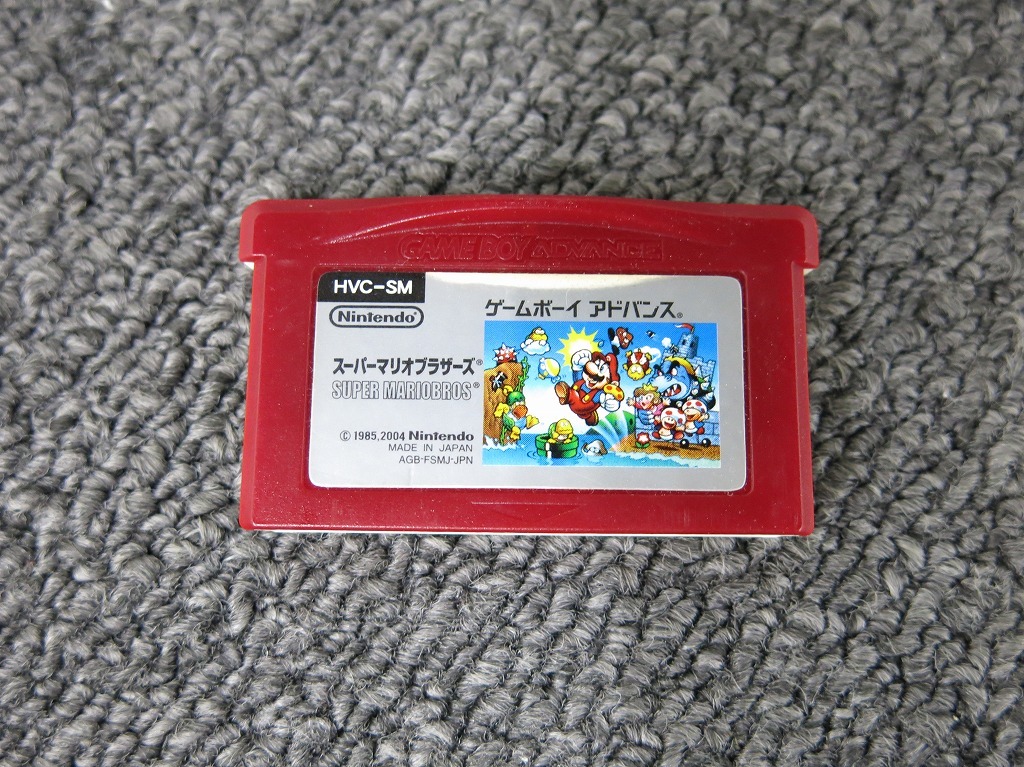 GAME BOY ADVANCE
HVC-SM
Nintendo®
ゲームボーイ アドバンス®
スーパーマリオブラザーズ®
SUPER MARIOBROS®
© 1985,2004 Nintendo
MADE IN JAPAN
AGB-FSMJ-JPN